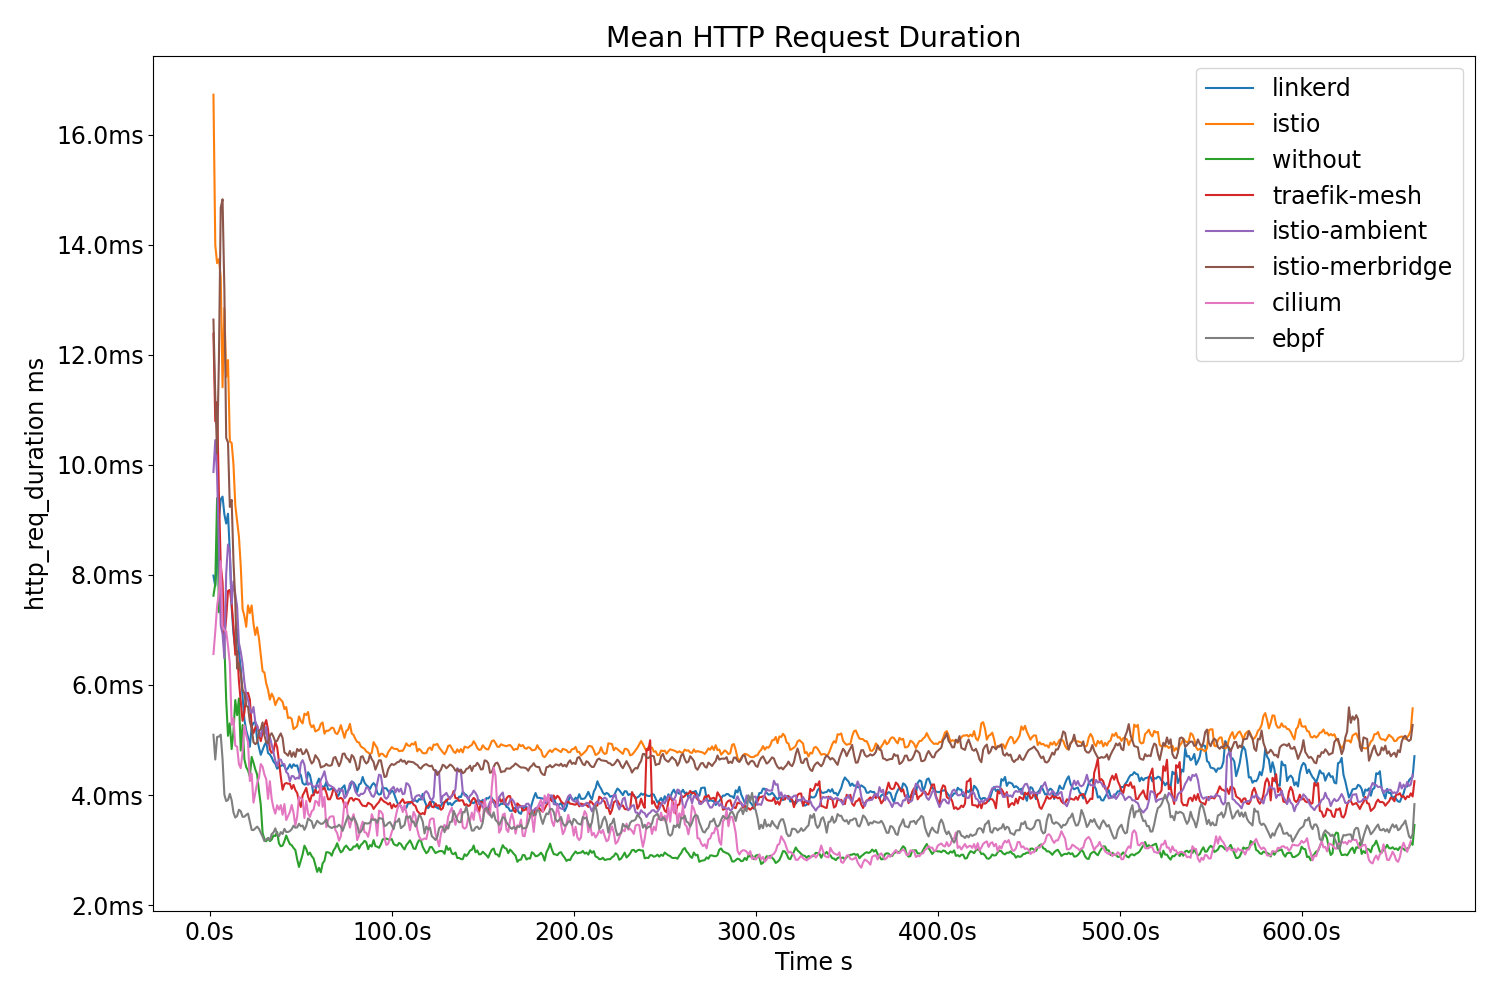 Mean HTTP Request Duration
http_req_duration ms
16.0ms
14.0ms
12.0ms
10.0ms
8.0ms
6.0ms
4.0ms
2.0ms
linkerd
istio
without
traefik-mesh
istio-ambient
istio-merbridge
cilium
ebpf
0.0s 100.0s 200.0s 300.0s 400.0s 500.0s 600.0s
Time s